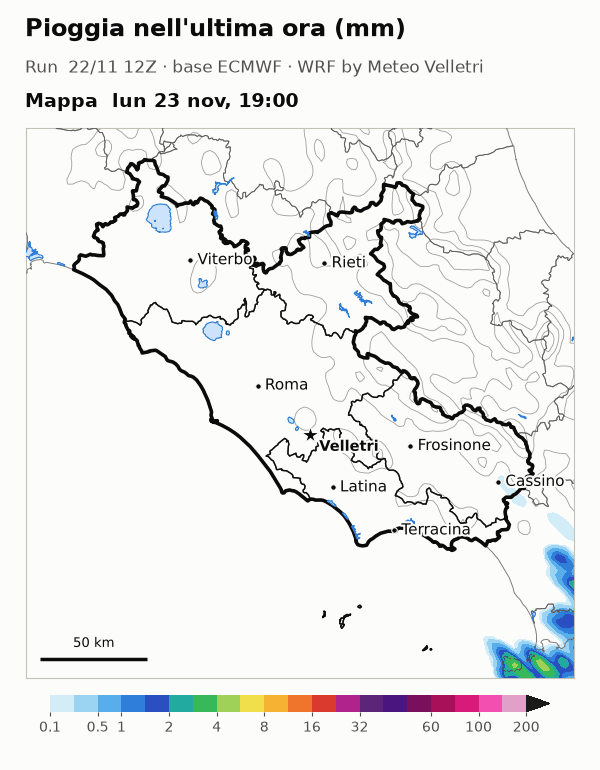 Pioggia nell'ultima ora (mm)
Run 22/11 12Z · base ECMWF · WRF by Meteo Velletri
Mappa lun 23 nov, 19:00
Viterbo
Rieti
Roma
Velletri
Frosinone
Cassino
Latina
Terracina
50 km
0.1 0.5 1 2 4 8 16 32 60 100 200